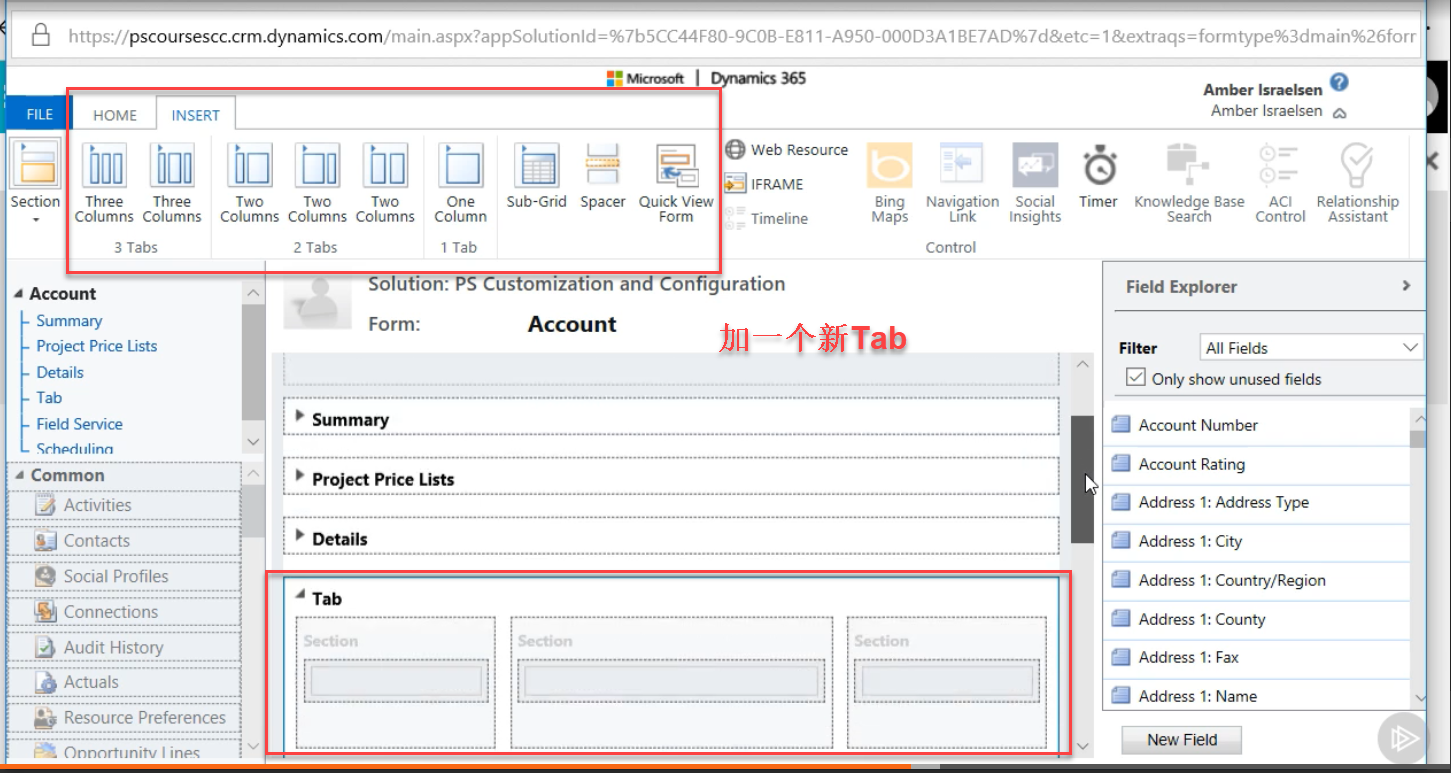 https://pscoursescc.crm.dynamics.com/main.aspx?appSolutionId=%7b5CC44F80-9C0B-E811-A950-000D3A1BE7AD%7d&etc=1&extraqs=formtype%3dmain%26forr
Microsoft | Dynamics 365
Amber Israelsen
Amber Israelsen
FILE
HOME
INSERT
Section
Three Columns
Three Columns
3 Tabs
Two Columns
Two Columns
Two Columns
2 Tabs
One Column
1 Tab
Sub-Grid
Spacer
Quick View Form
Web Resource
IFRAME
Timeline
Bing Maps
Navigation Link
Social Insights
Timer
Knowledge Base Search
ACI Control
Relationship Assistant
Control
Account
Summary
Project Price Lists
Details
Tab
Field Service
Scheduling
Common
Activities
Contacts
Social Profiles
Connections
Audit History
Actuals
Resource Preferences
Opportunity Lines
Solution: PS Customization and Configuration
Form:
Account
加一个新Tab
Summary
Project Price Lists
Details
Tab
Section
Section
Section
Field Explorer
Filter
All Fields
Only show unused fields
Account Number
Account Rating
Address 1: Address Type
Address 1: City
Address 1: Country/Region
Address 1: County
Address 1: Fax
Address 1: Name
New Field